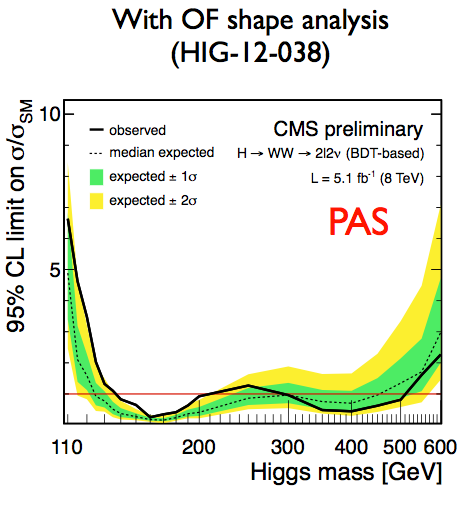 With OF shape analysis
(HIG-12-038)
10
5
95% CL limit on σ/σSM
observed
median expected
expected ± 1σ
expected ± 2σ
CMS preliminary
H → WW → 2l2ν (BDT-based)
L = 5.1 fb⁻¹ (8 TeV)
PAS
110 200 300 400 500 600
Higgs mass [GeV]